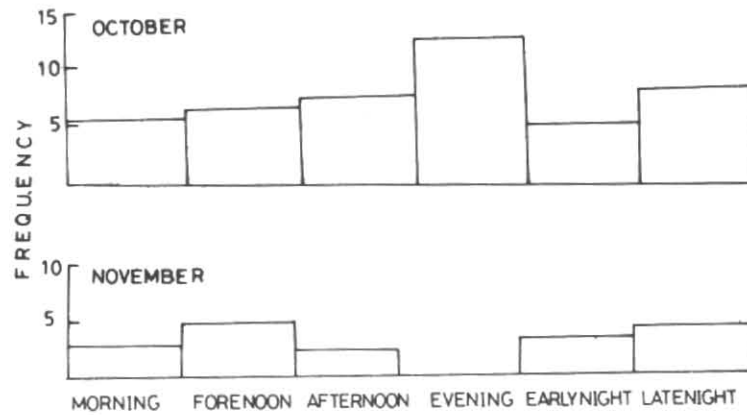 15
OCTOBER
10
5
FREQUENCY
10
NOVEMBER
5
MORNING FORENOON AFTERNOON EVENING EARLYNIGHT LATENIGHT